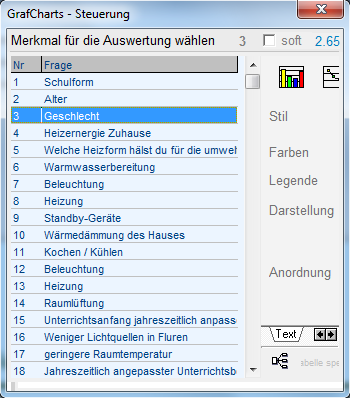 GrafCharts - Steuerung
Merkmal für die Auswertung wählen 3 soft 2.65
Nr Frage
1 Schulform
2 Alter
3 Geschlecht
4 Heizernergie Zuhause
5 Welche Heizform hälst du für die umwel
6 Warmwasserbereitung
7 Beleuchtung
8 Heizung
9 Standby-Geräte
10 Wärmedämmung des Hauses
11 Kochen / Kühlen
12 Beleuchtung
13 Heizung
14 Raumlüftung
15 Unterrichtsanfang jahreszeitlich anpass
16 Weniger Lichtquellen in Fluren
17 geringere Raumtemperatur
18 Jahreszeitlich angepasster Unterrichtsb
Stil
Farben
Legende
Darstellung
Anordnung
Text
abelle spe